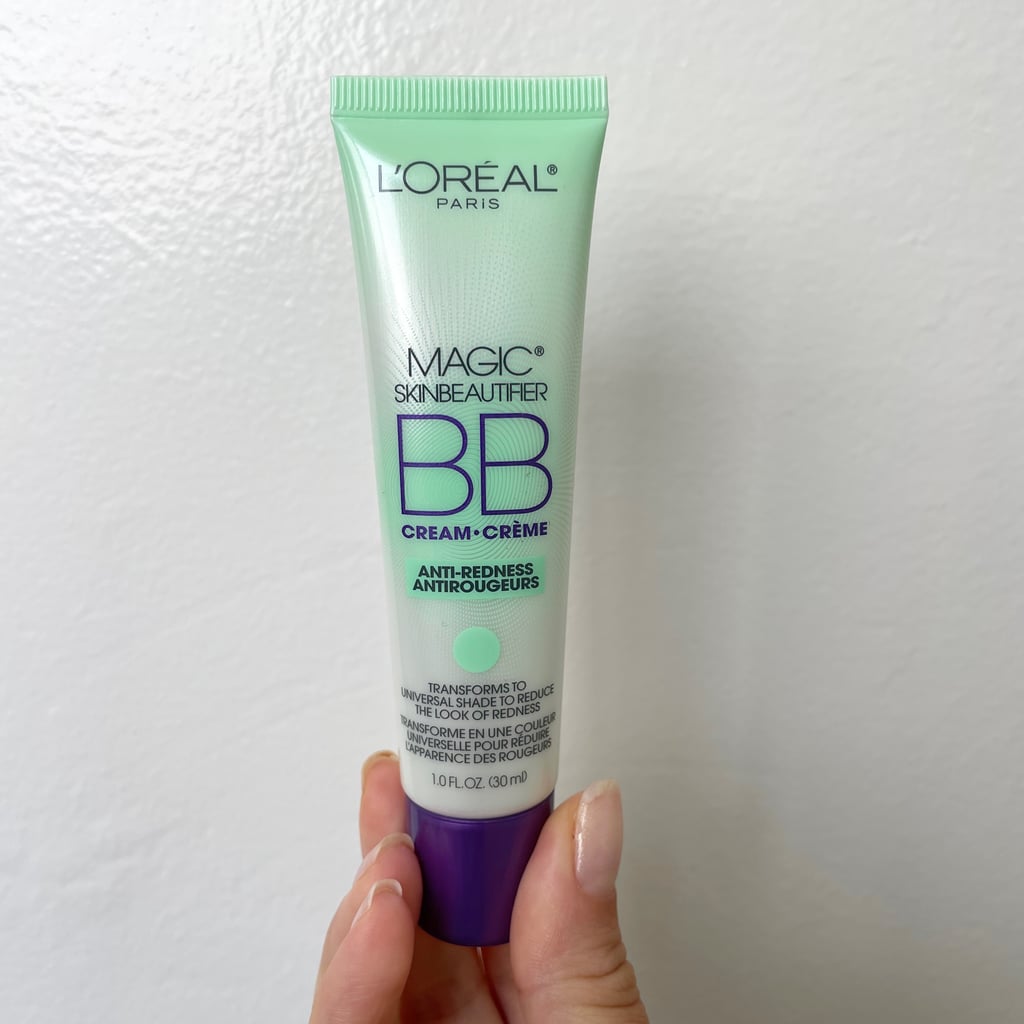 L'ORÉAL®
PARiS
MAGIC®
SKINBEAUTIFIER
BB
CREAM•CRÈME
ANTI-REDNESS
ANTIROUGEURS
TRANSFORMS TO
UNIVERSAL SHADE TO REDUCE
THE LOOK OF REDNESS
TRANSFORME EN UNE COULEUR
UNIVERSELLE POUR RÉDUIRE
L'APPARENCE DES ROUGEURS
1.0 FL.OZ. (30 ml)